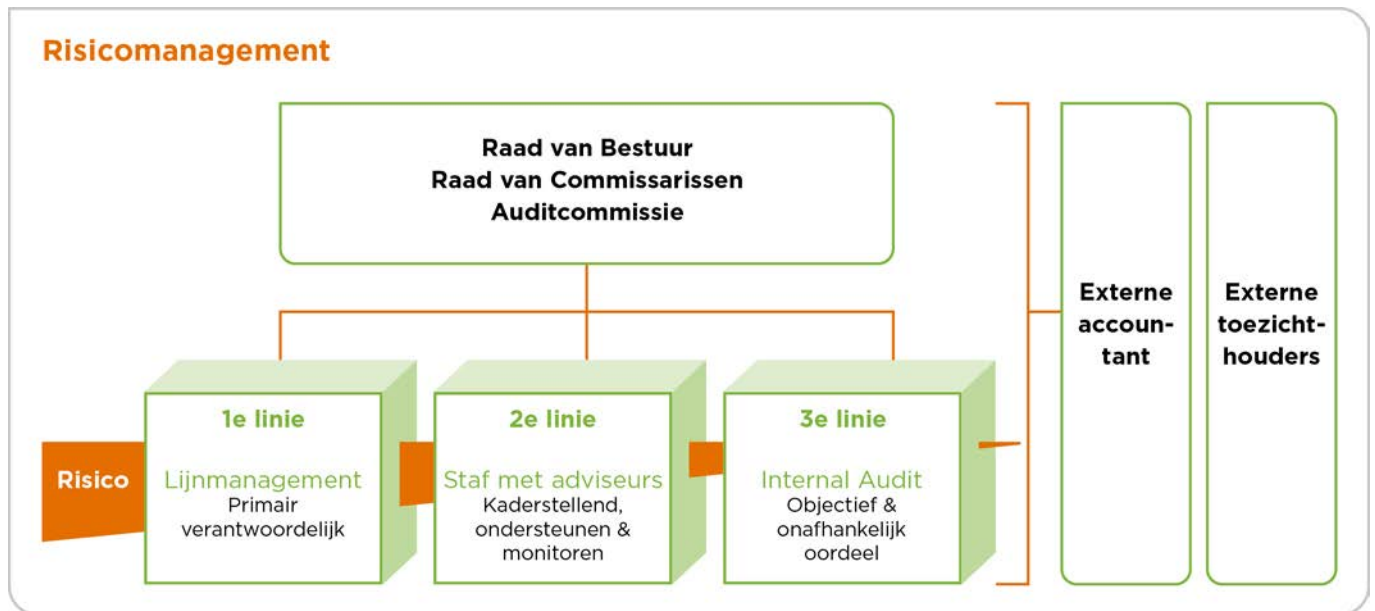 Risicomanagement
Raad van Bestuur
Raad van Commissarissen
Auditcommissie
Externe
accoun-
tant
Externe
toezicht-
houders
Risico
1e linie
Lijnmanagement
Primair
verantwoordelijk
2e linie
Staf met adviseurs
Kaderstellend,
ondersteunen &
monitoren
3e linie
Internal Audit
Objectief &
onafhankelijk
oordeel